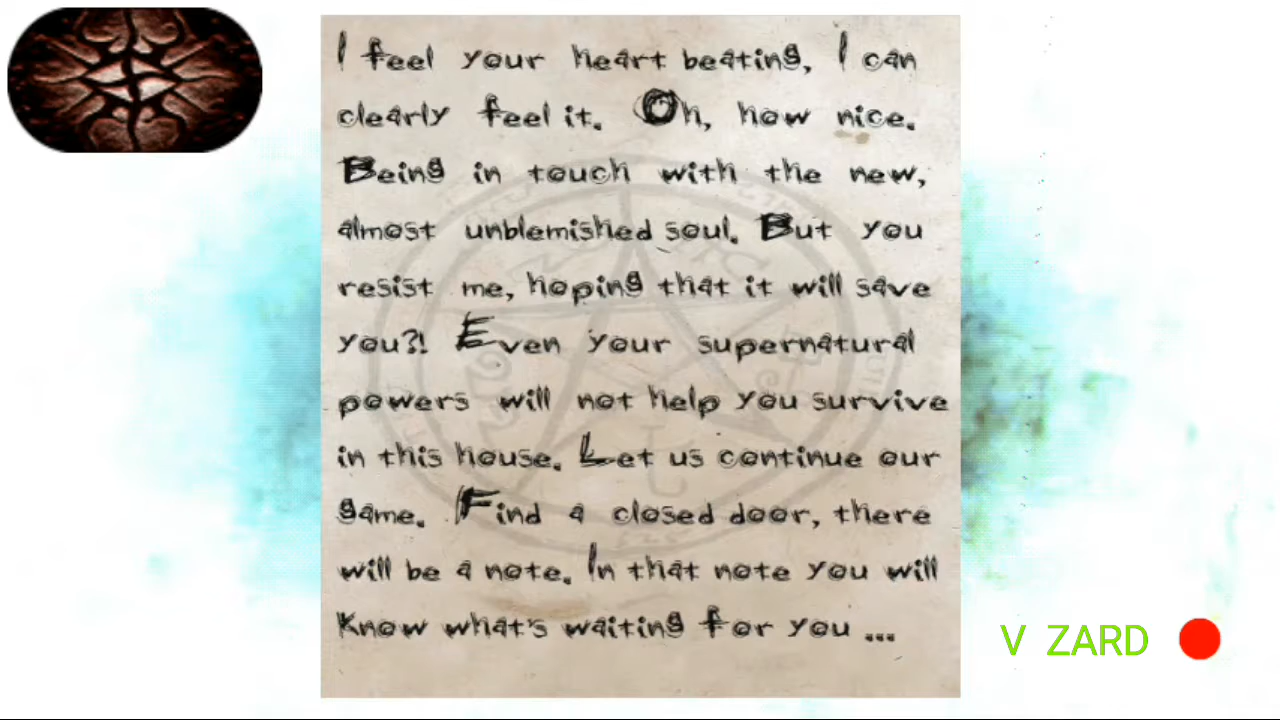 I feel your heart beating, I can
clearly feel it. Oh, how nice.
Being in touch with the new,
almost unblemished soul. But you
resist me, hoping that it will save
you?! Even your supernatural
powers will not help you survive
in this house. Let us continue our
game. Find a closed door, there
will be a note. In that note you will
know what's waiting for you ...
V ZARD